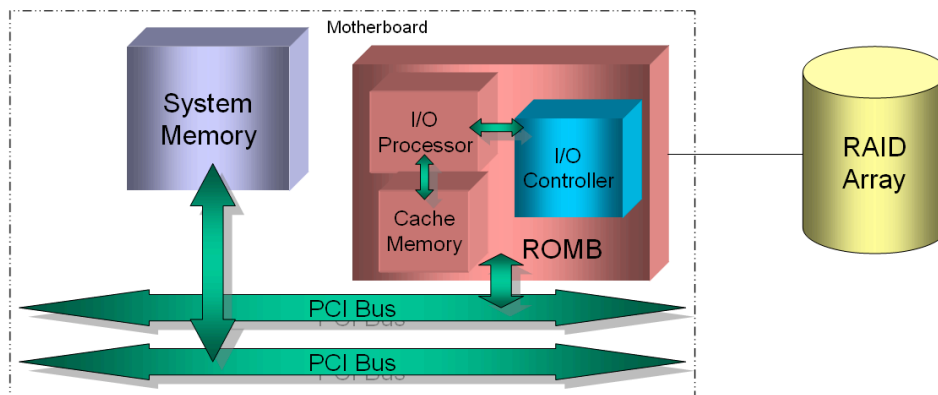 Motherboard
System
Memory
I/O
Processor
I/O
Controller
Cache
Memory
ROMB
RAID
Array
PCI Bus
PCI Bus